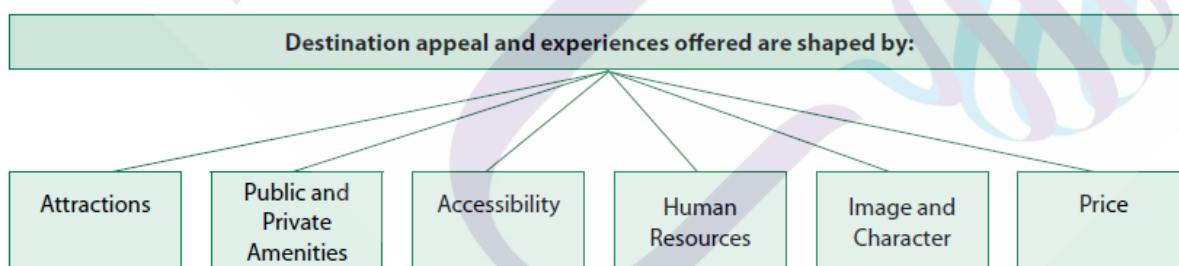 Destination appeal and experiences offered are shaped by:
Attractions
Public and
Private
Amenities
Accessibility
Human
Resources
Image and
Character
Price